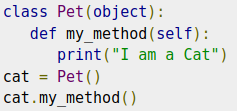 class Pet(object):
   def my_method(self):
      print("I am a Cat")
cat = Pet()
cat.my_method()